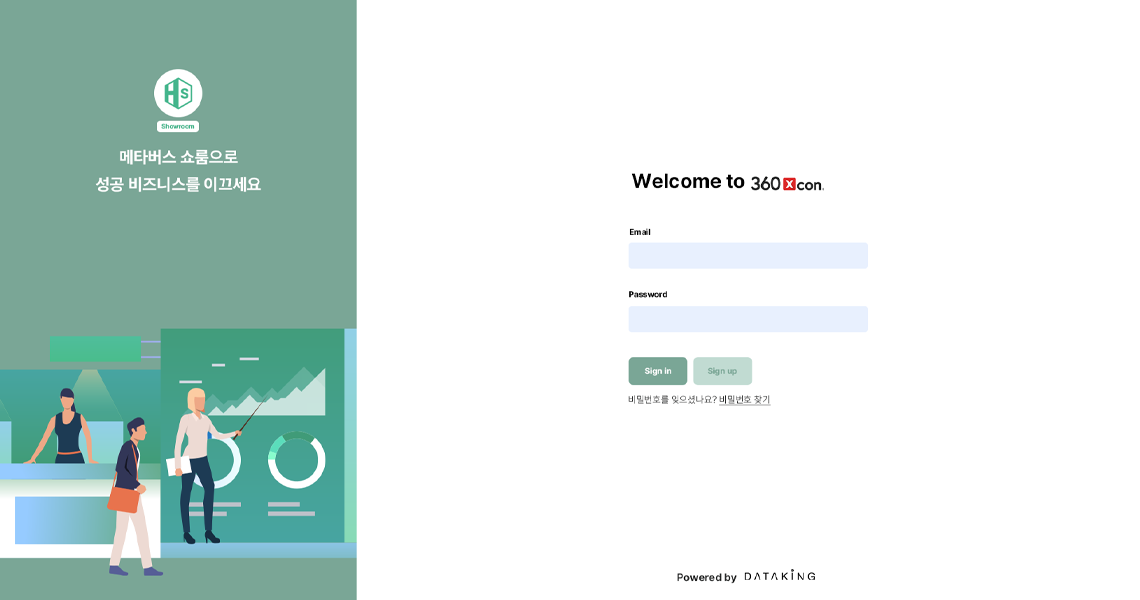 HS
Showroom
메타버스 쇼룸으로
성공 비즈니스를 이끄세요
Welcome to 360Xcon.
Email
Password
Sign in
Sign up
비밀번호를 잊으셨나요? 비밀번호 찾기
Powered by DATAKING